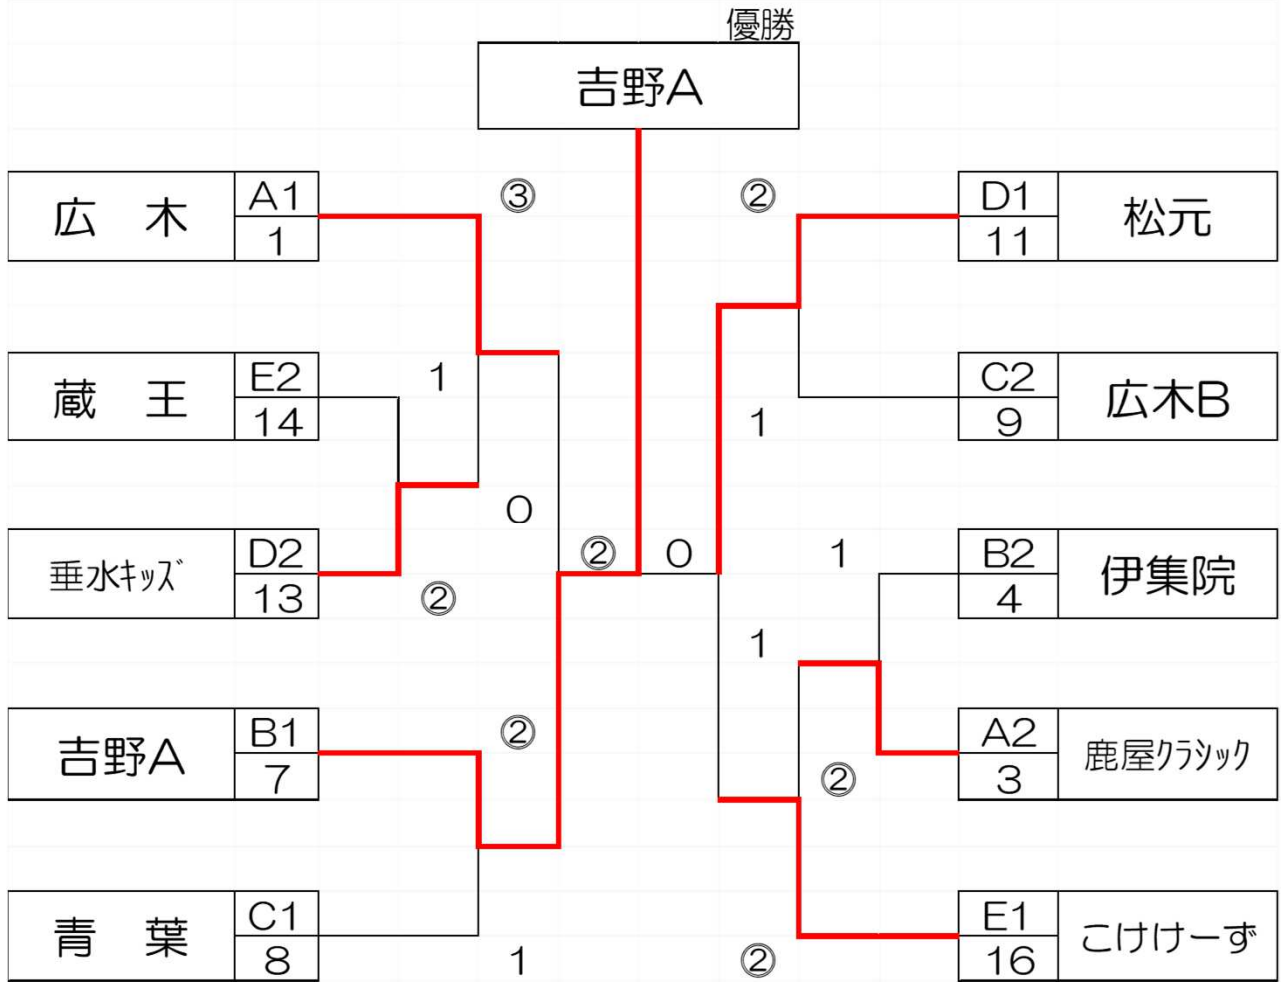 優勝
吉野A
広　木 A1 1
③
②
D1 11 松元
蔵　王 E2 14
1
1
C2 9 広木B
0
垂水ｷｯｽﾞ D2 13
②
②
0
1
B2 4 伊集院
1
吉野A B1 7
②
②
A2 3 鹿屋ｸﾗｼｯｸ
青　葉 C1 8
1
②
E1 16 こけけーず